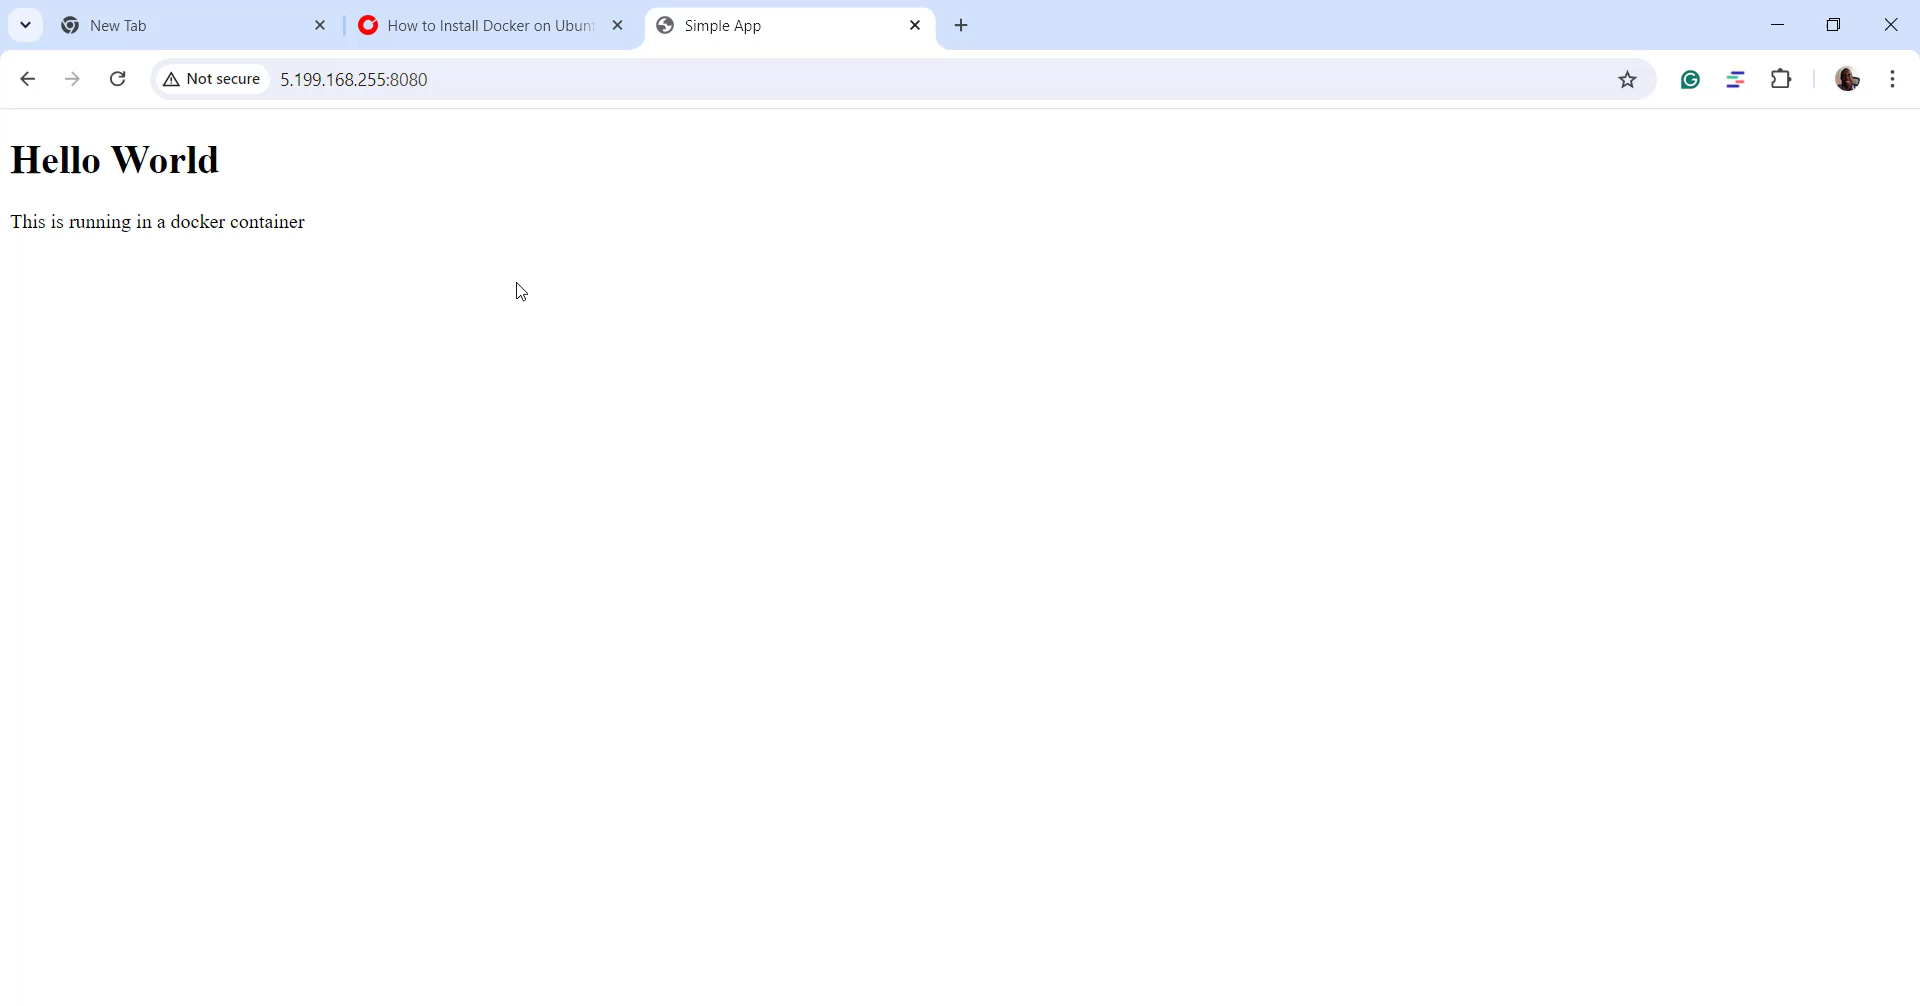 New Tab
How to Install Docker on Ubunt
Simple App
Not secure
5.199.168.255:8080
Hello World
This is running in a docker container